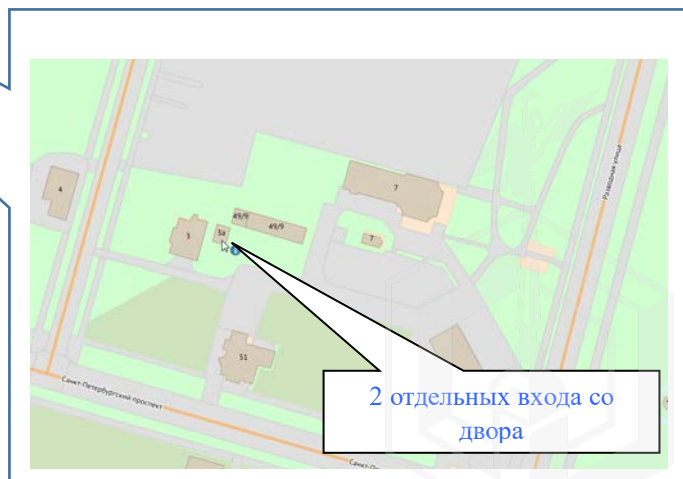 7
4
49/9
49/9
3а
7
51
Разводная улица
Санкт-Петербургский проспект
2 отдельных входа со
двора